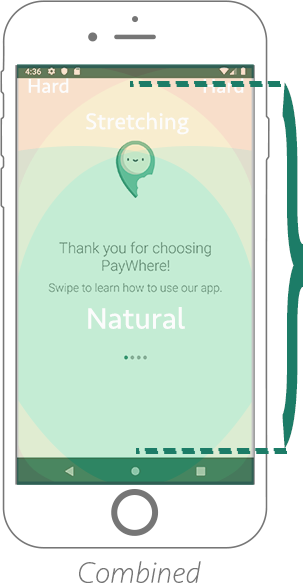 4:36
Hard Hard
Stretching
Thank you for choosing
PayWhere!
Swipe to learn how to use our app.
Natural
Combined